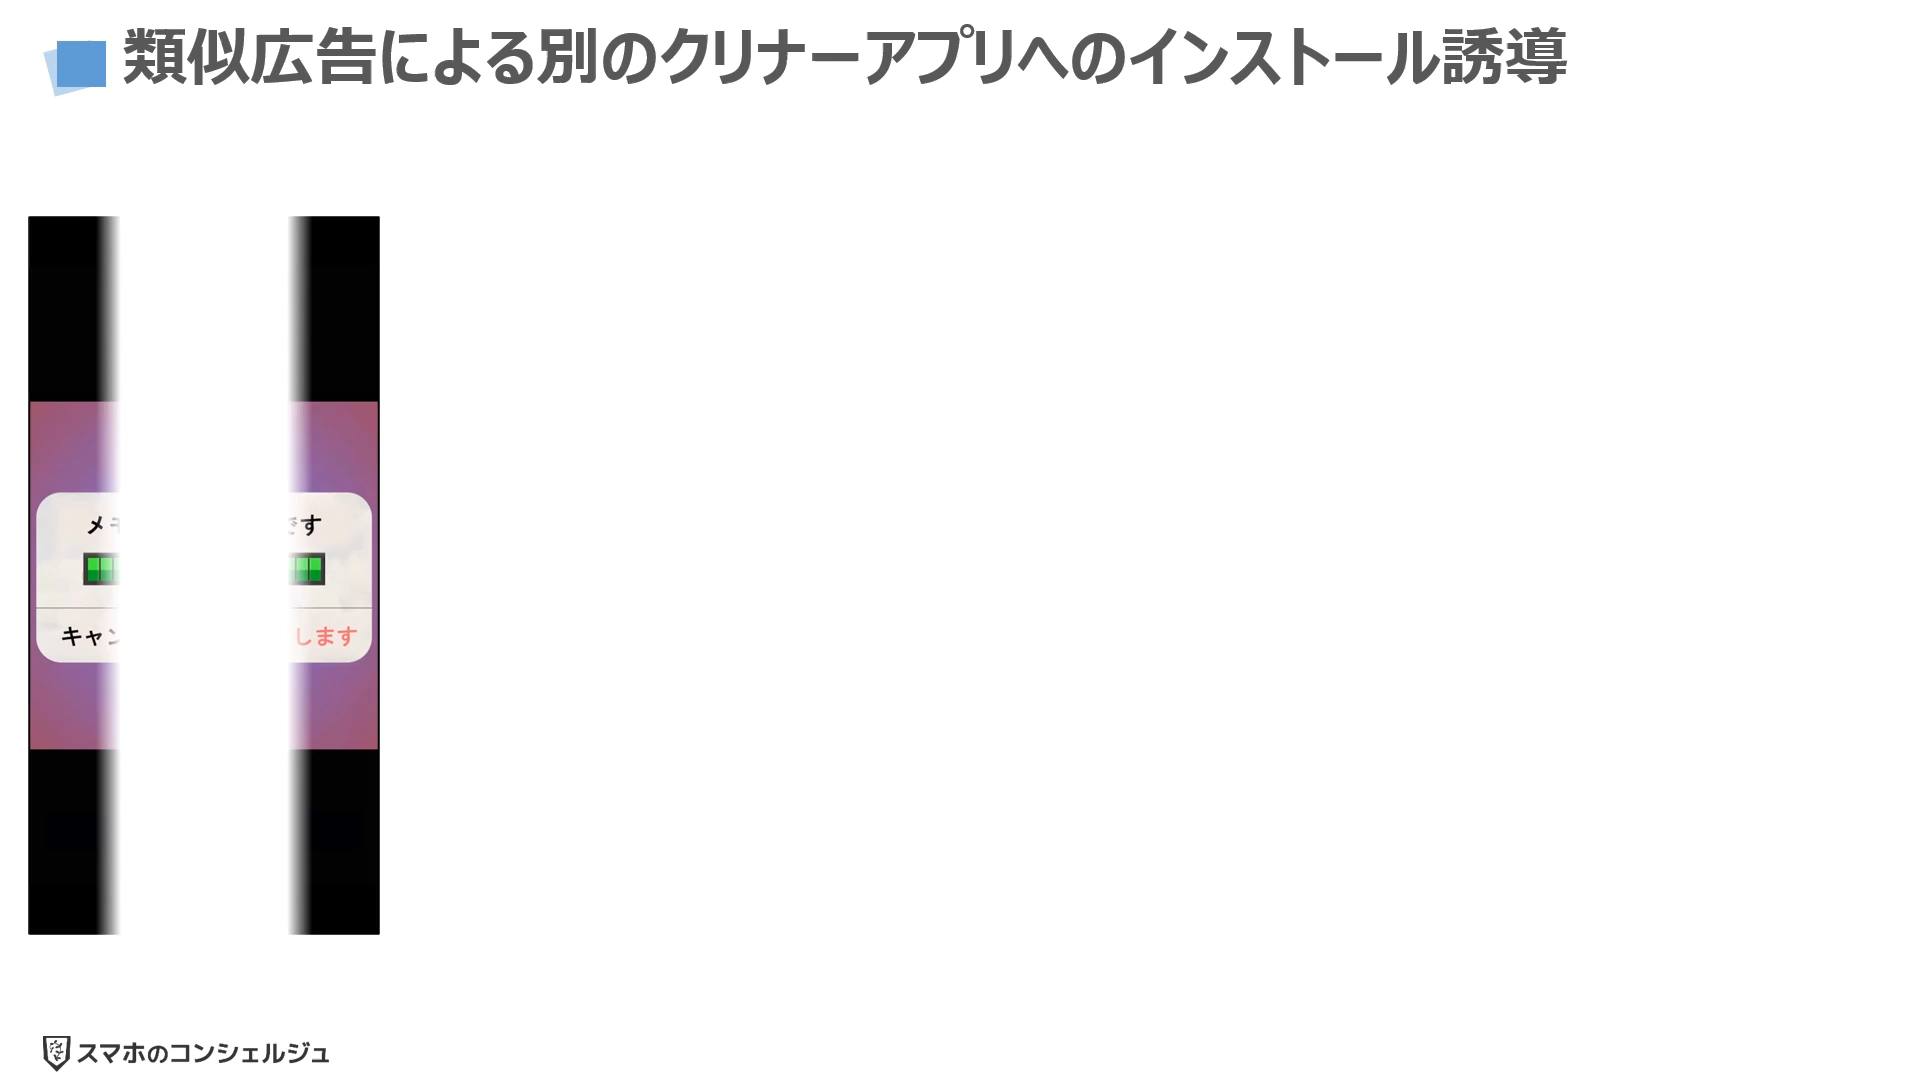 類似広告による別のクリナーアプリへのインストール誘導
メモ です
キャン します
スマホのコンシェルジュ